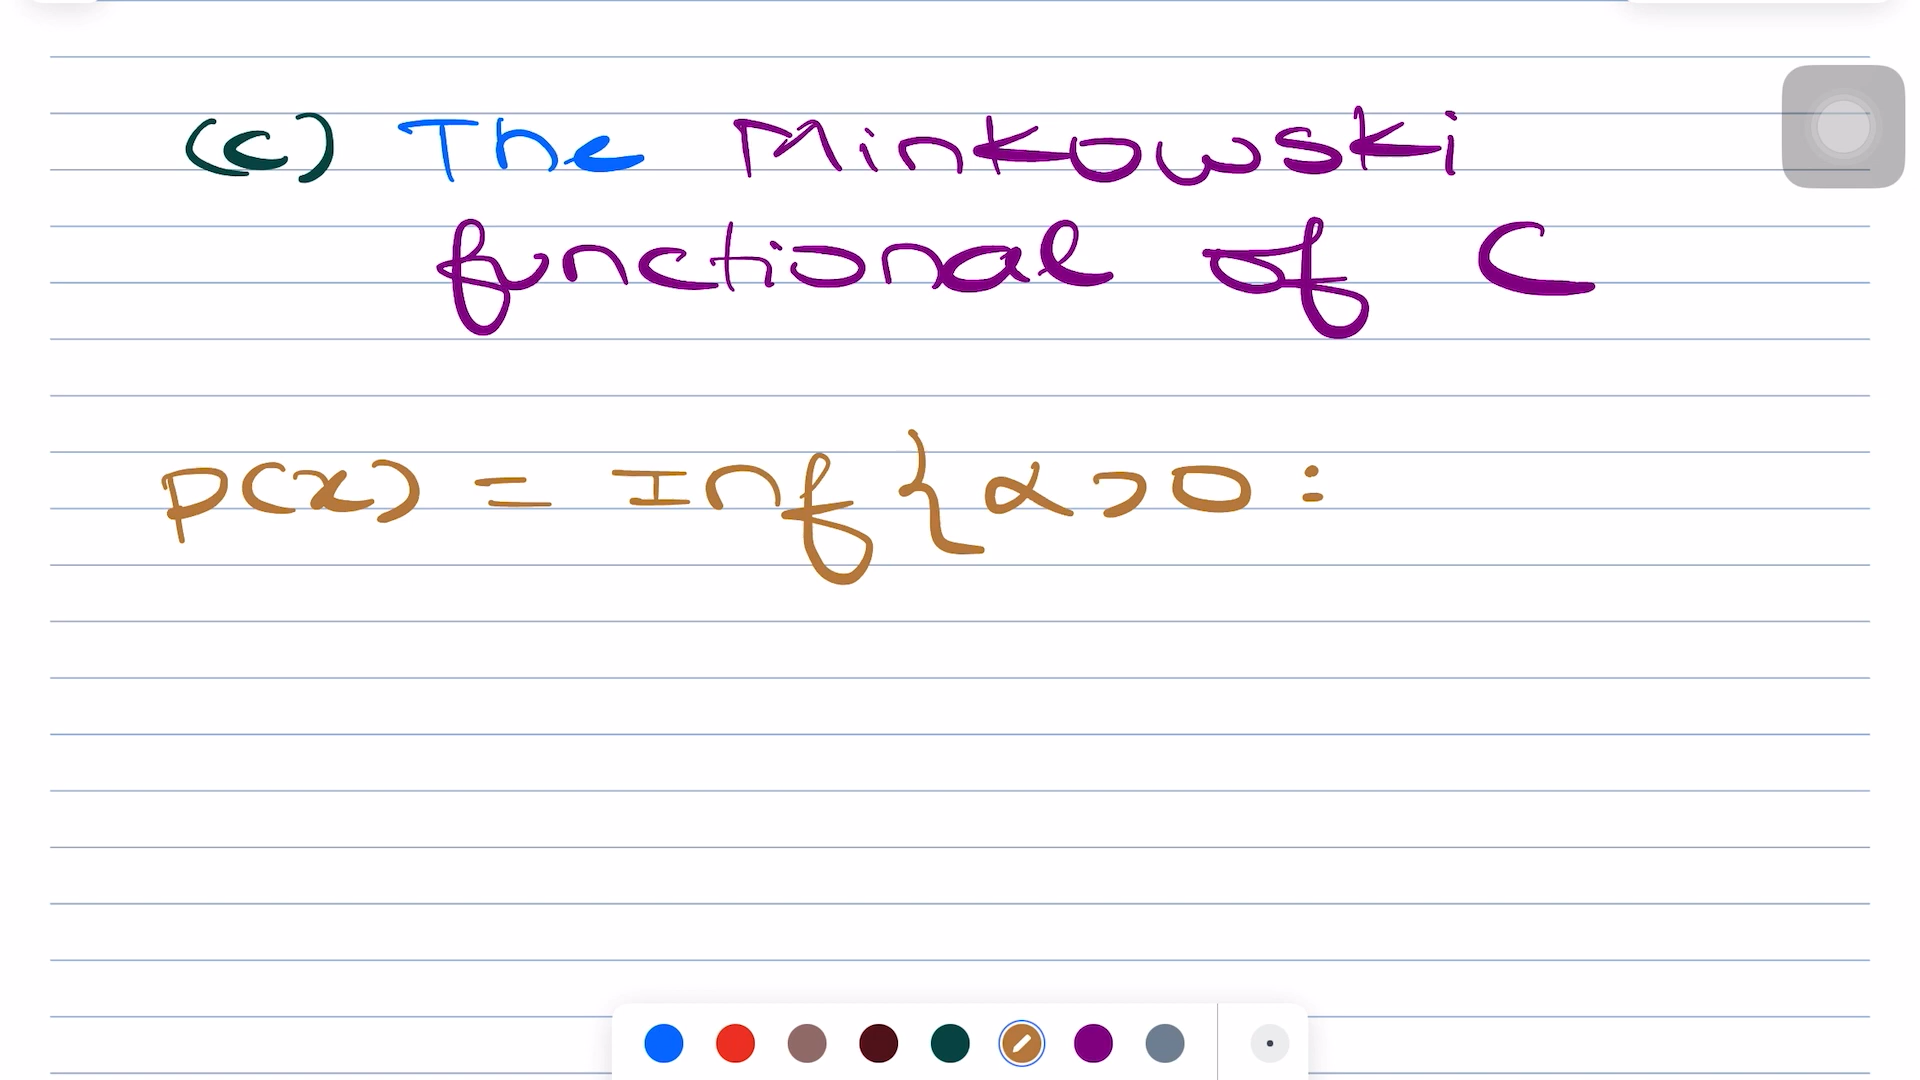 (c) The Minkowski
functional of C
p(x) = Inf { α > 0 :